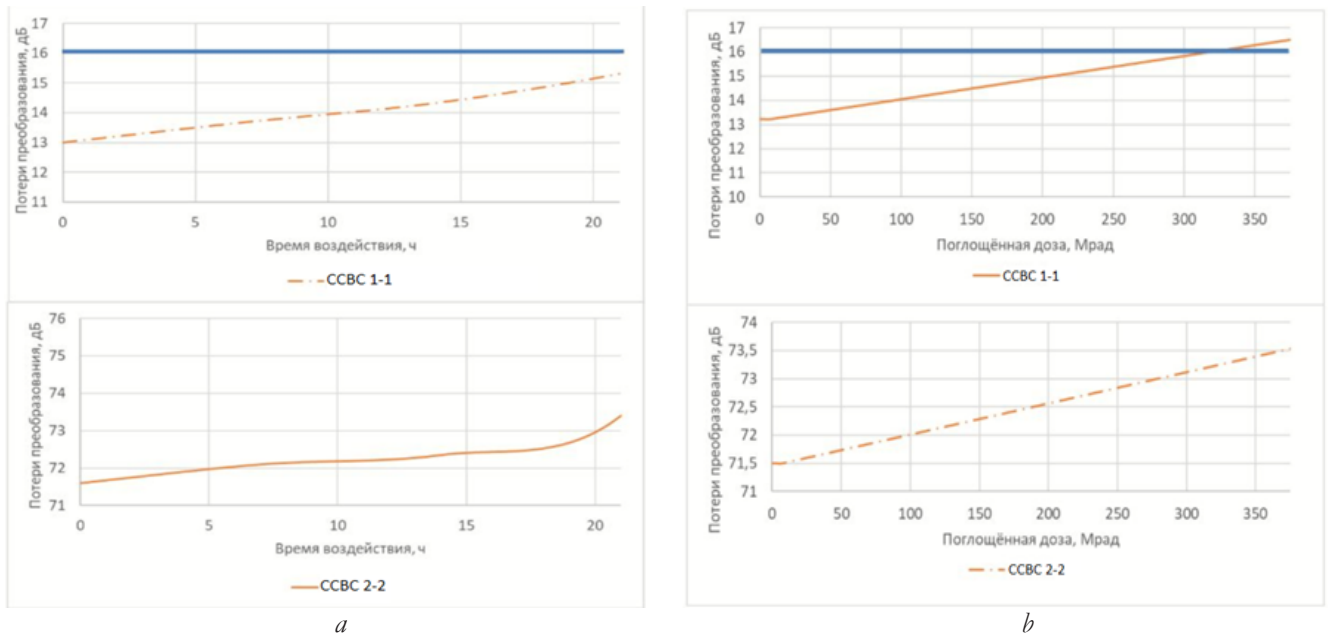 17
16
15
14
13
12
11
0 5 10 15 20
Потери преобразования, дБ
Время воздействия, ч
ССВС 1-1
76
75
74
73
72
71
0 5 10 15 20
Потери преобразования, дБ
Время воздействия, ч
ССВС 2-2
a
17
16
15
14
13
12
11
10
0 50 100 150 200 250 300 350
Потери преобразования, дБ
Поглощённая доза, Мрад
ССВС 1-1
74
73,5
73
72,5
72
71,5
71
0 50 100 150 200 250 300 350
Потери преобразования, дБ
Поглощённая доза, Мрад
ССВС 2-2
b